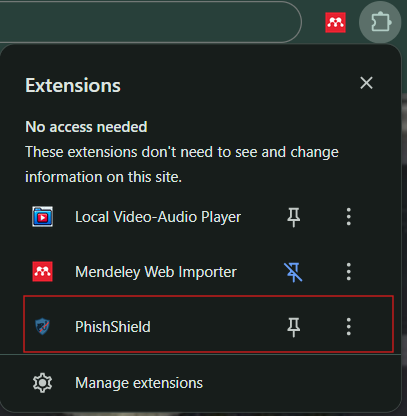 Extensions
No access needed
These extensions don't need to see and change
information on this site.
Local Video-Audio Player
Mendeley Web Importer
PhishShield
Manage extensions